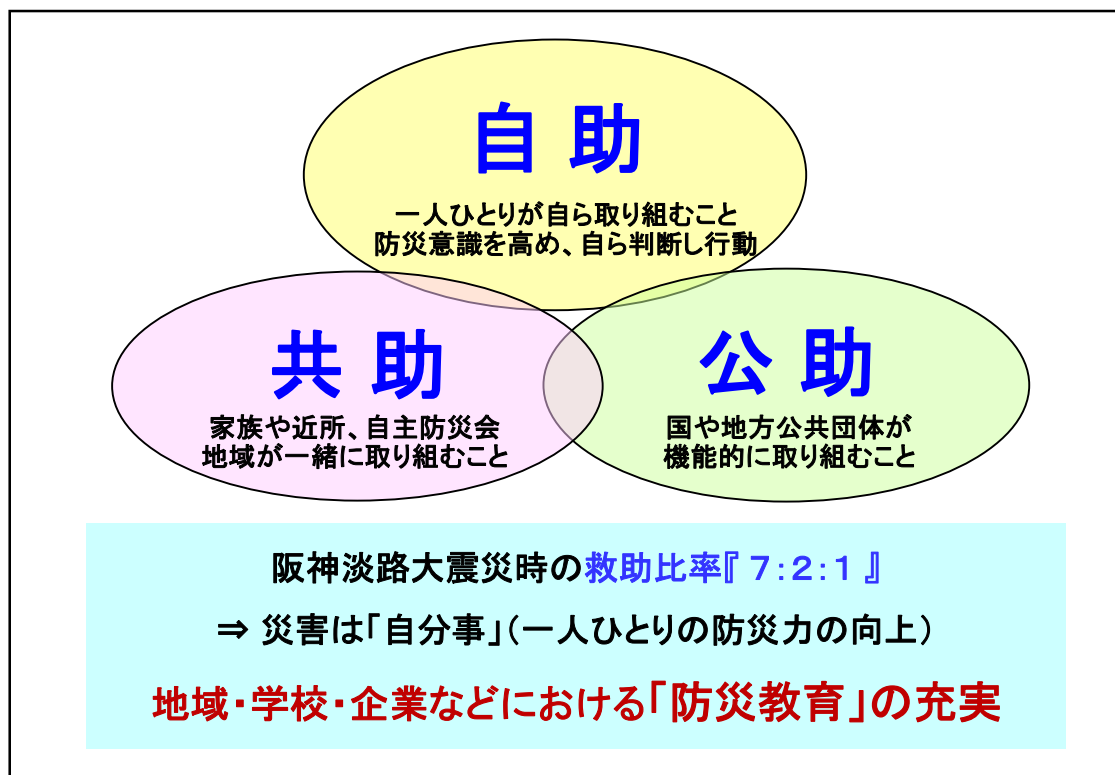 自 助
一人ひとりが自ら取り組むこと
防災意識を高め、自ら判断し行動
共 助
家族や近所、自主防災会
地域が一緒に取り組むこと
公 助
国や地方公共団体が
機能的に取り組むこと
阪神淡路大震災時の救助比率『 7:2:1 』
⇒ 災害は「自分事」(一人ひとりの防災力の向上)
地域・学校・企業などにおける「防災教育」の充実